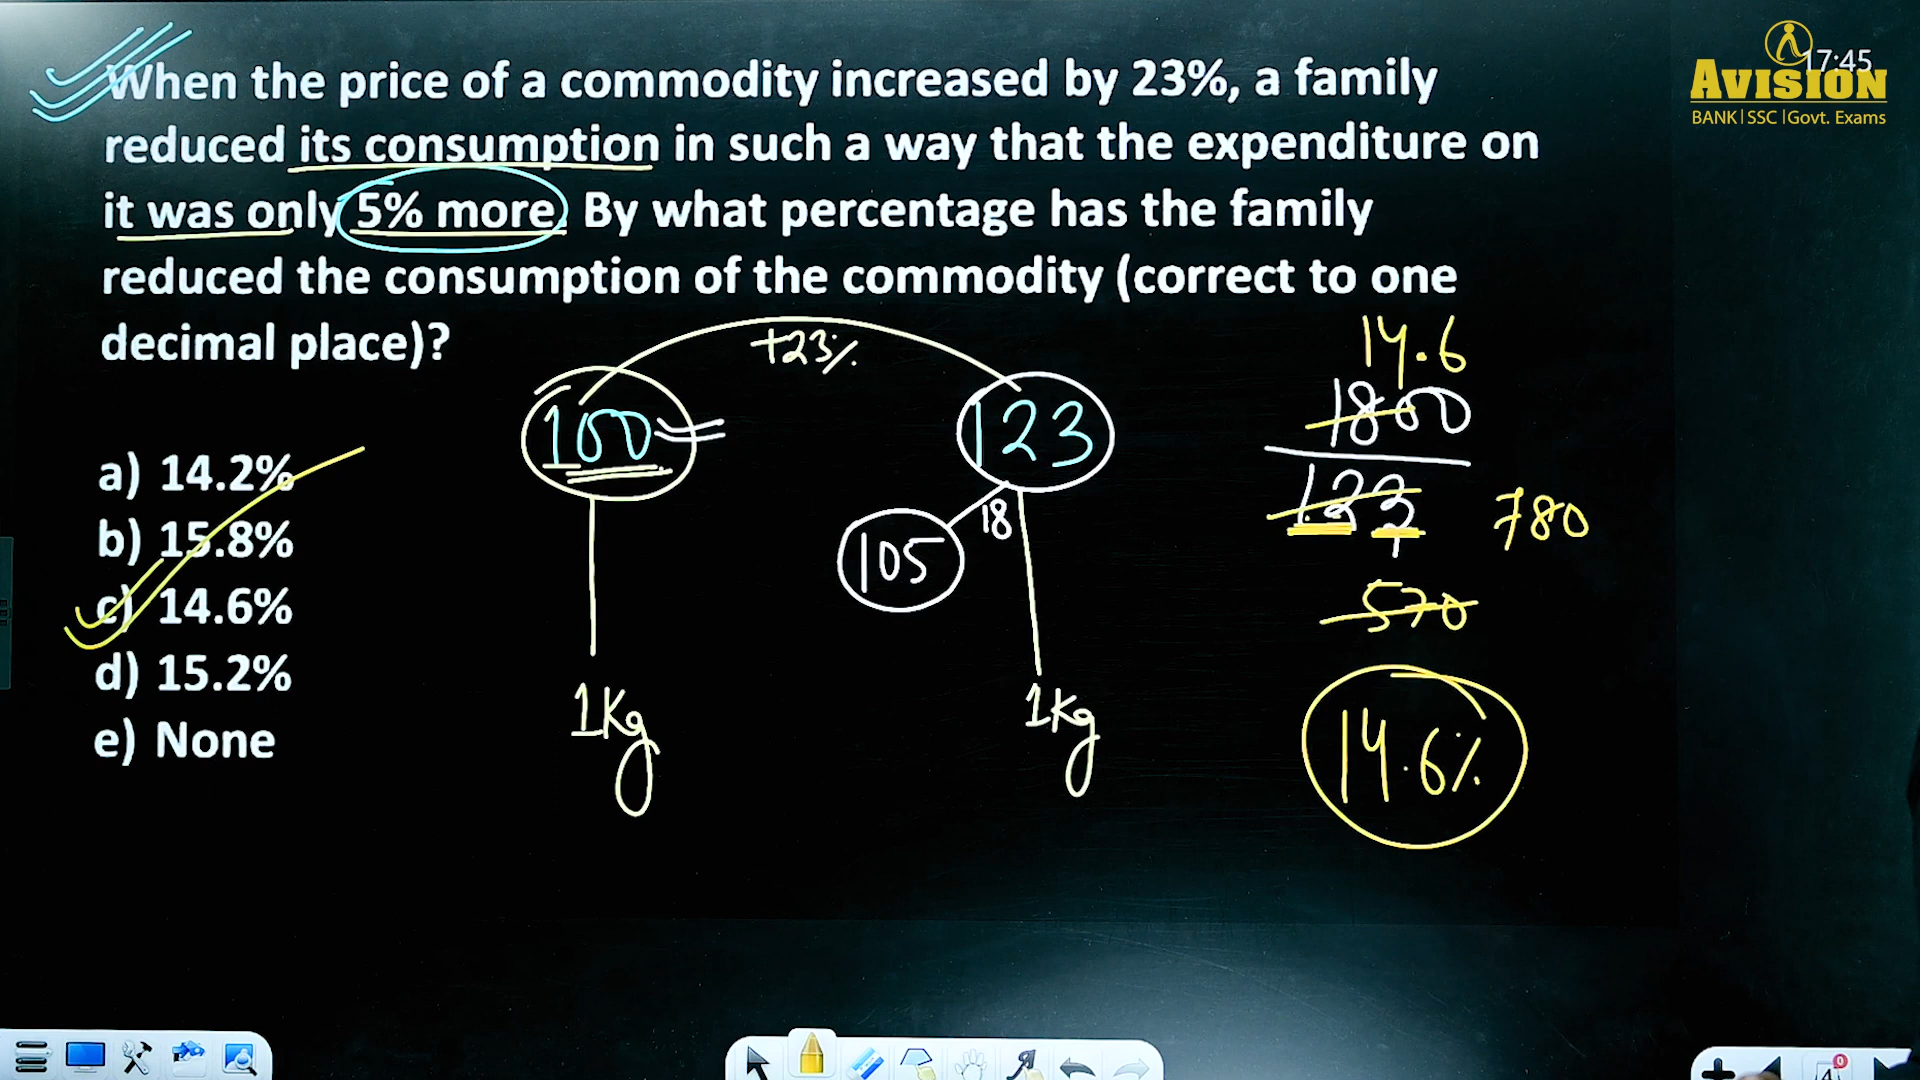 17:45
AVISION
BANK|SSC|Govt. Exams
When the price of a commodity increased by 23%, a family
reduced its consumption in such a way that the expenditure on
it was only 5% more. By what percentage has the family
reduced the consumption of the commodity (correct to one
decimal place)?
a) 14.2%
b) 15.8%
c) 14.6%
d) 15.2%
e) None
+23%
100
123
105
18
1Kg
1Kg
14.6
1800
123
780
570
14.6%
0